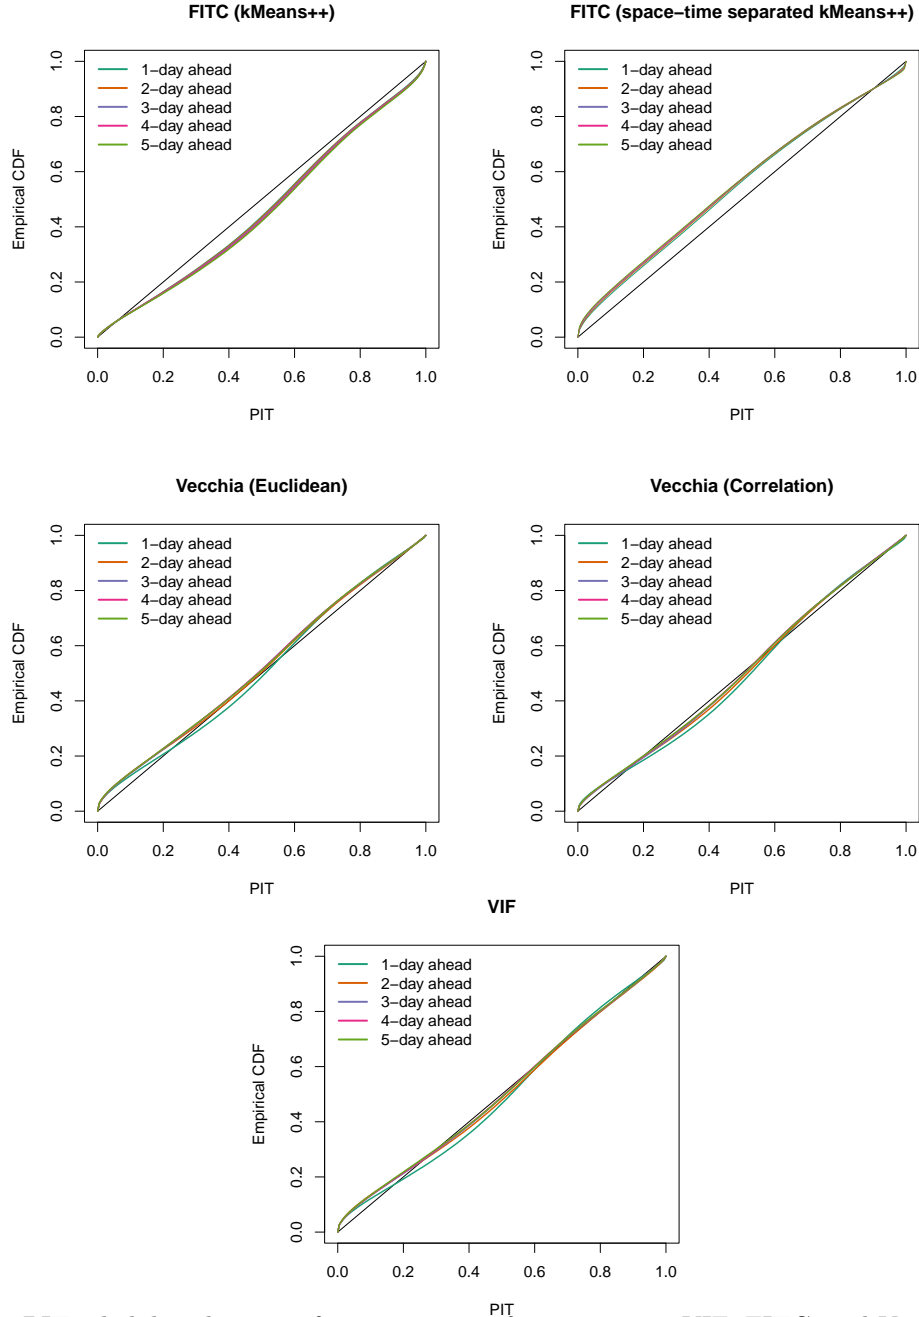 FITC (kMeans++)
1−day ahead
2−day ahead
3−day ahead
4−day ahead
5−day ahead
Empirical CDF
0.0 0.2 0.4 0.6 0.8 1.0
0.0 0.2 0.4 0.6 0.8 1.0
PIT
FITC (space−time separated kMeans++)
1−day ahead
2−day ahead
3−day ahead
4−day ahead
5−day ahead
Empirical CDF
0.0 0.2 0.4 0.6 0.8 1.0
0.0 0.2 0.4 0.6 0.8 1.0
PIT
Vecchia (Euclidean)
1−day ahead
2−day ahead
3−day ahead
4−day ahead
5−day ahead
Empirical CDF
0.0 0.2 0.4 0.6 0.8 1.0
0.0 0.2 0.4 0.6 0.8 1.0
PIT
Vecchia (Correlation)
1−day ahead
2−day ahead
3−day ahead
4−day ahead
5−day ahead
Empirical CDF
0.0 0.2 0.4 0.6 0.8 1.0
0.0 0.2 0.4 0.6 0.8 1.0
PIT
VIF
1−day ahead
2−day ahead
3−day ahead
4−day ahead
5−day ahead
Empirical CDF
0.0 0.2 0.4 0.6 0.8 1.0
0.0 0.2 0.4 0.6 0.8 1.0
PIT